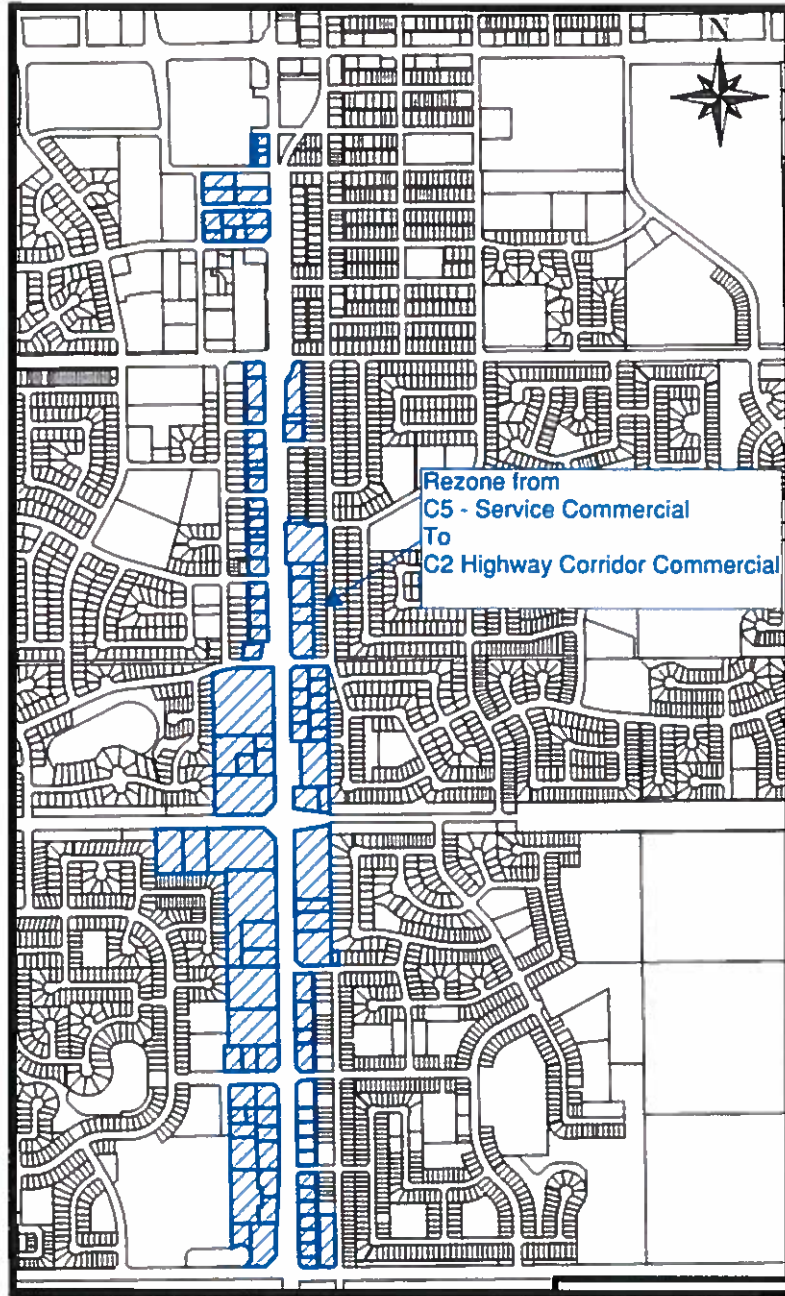 N
Rezone from
C5 - Service Commercial
To
C2 Highway Corridor Commercial